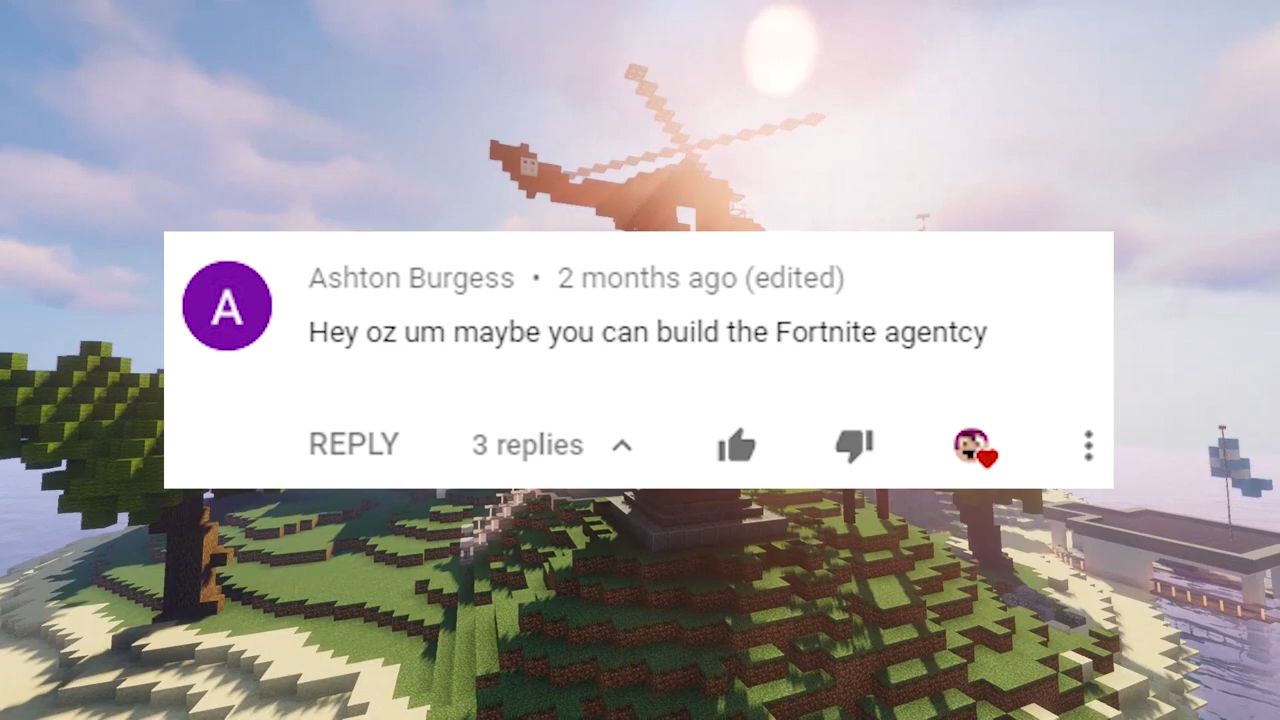 A
Ashton Burgess • 2 months ago (edited)
Hey oz um maybe you can build the Fortnite agentcy
REPLY 3 replies